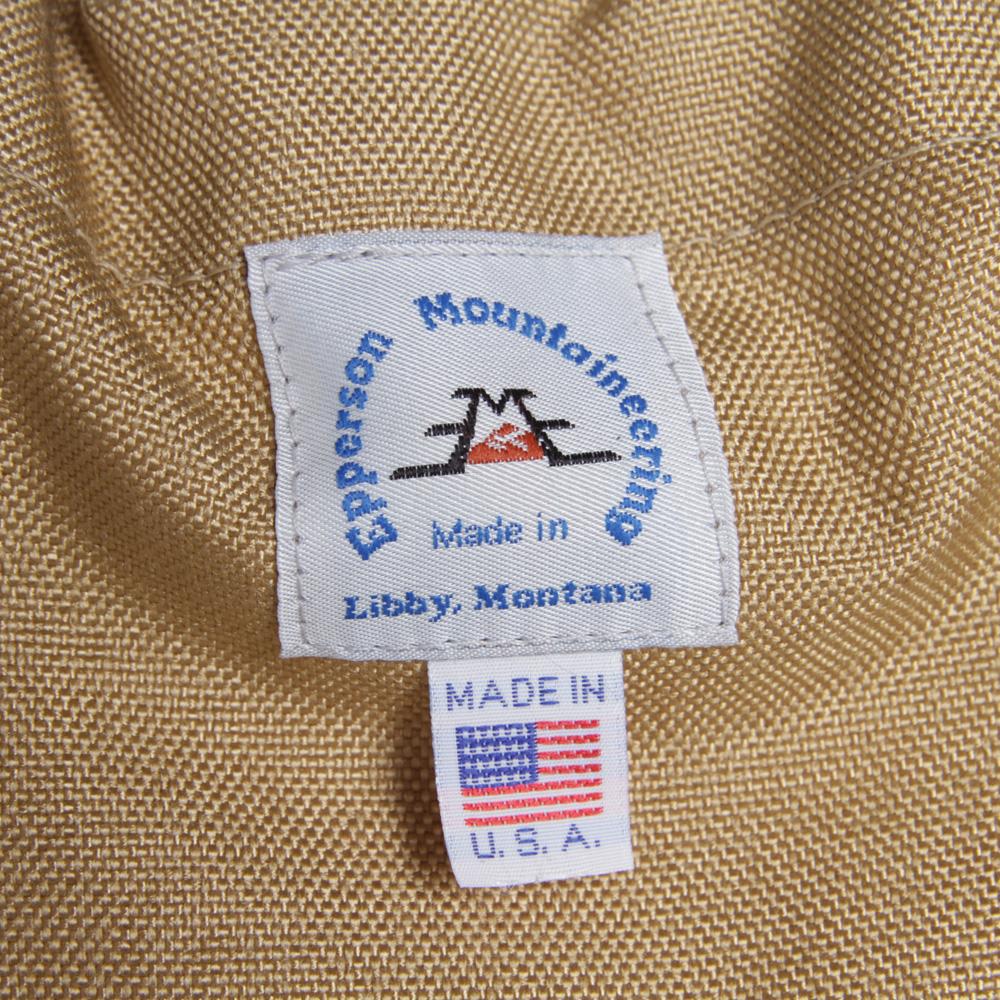 Epperson Mountaineering
Made in
Libby, Montana
MADE IN
U.S.A.